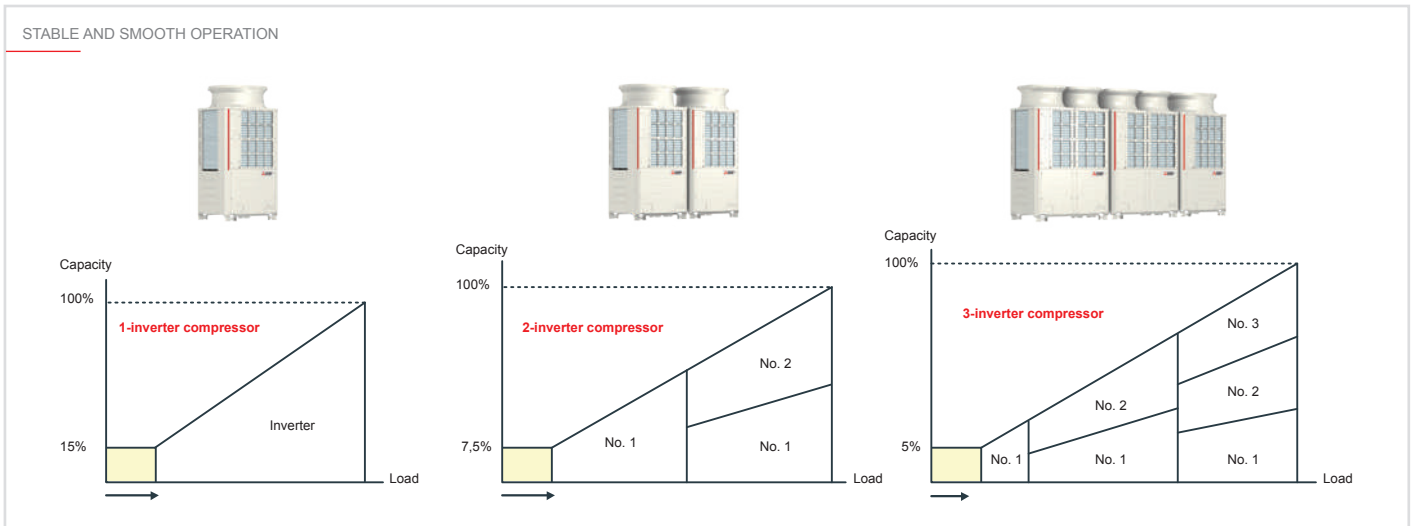 STABLE AND SMOOTH OPERATION
Capacity
100%
1-inverter compressor
Inverter
15%
Load
Capacity
100%
2-inverter compressor
No. 2
No. 1
No. 1
7,5%
Load
Capacity
100%
3-inverter compressor
No. 3
No. 2
No. 2
No. 1
No. 1
No. 1
5%
Load